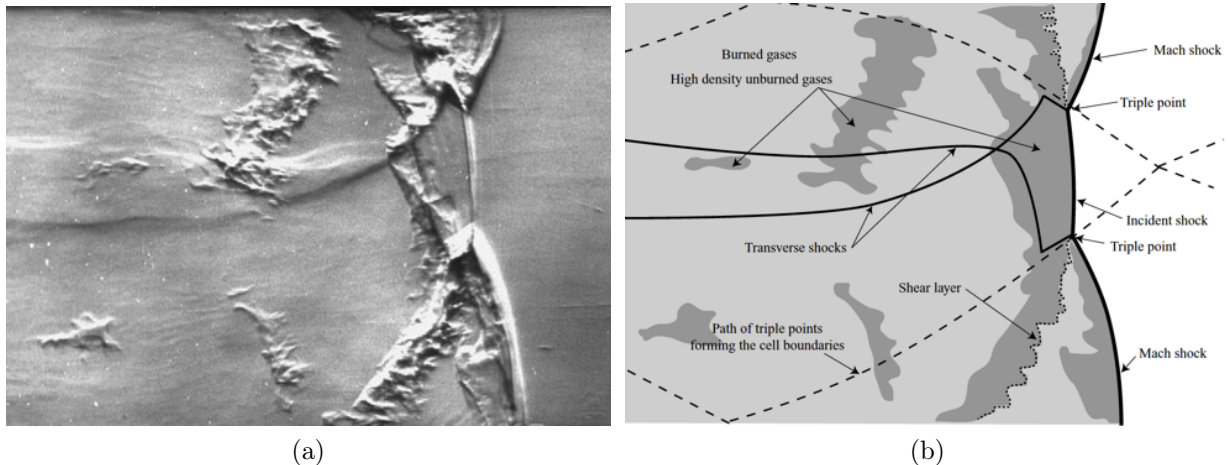 Burned gases
High density unburned gases
Mach shock
Triple point
Incident shock
Triple point
Transverse shocks
Shear layer
Path of triple points
forming the cell boundaries
Mach shock
(a)
(b)